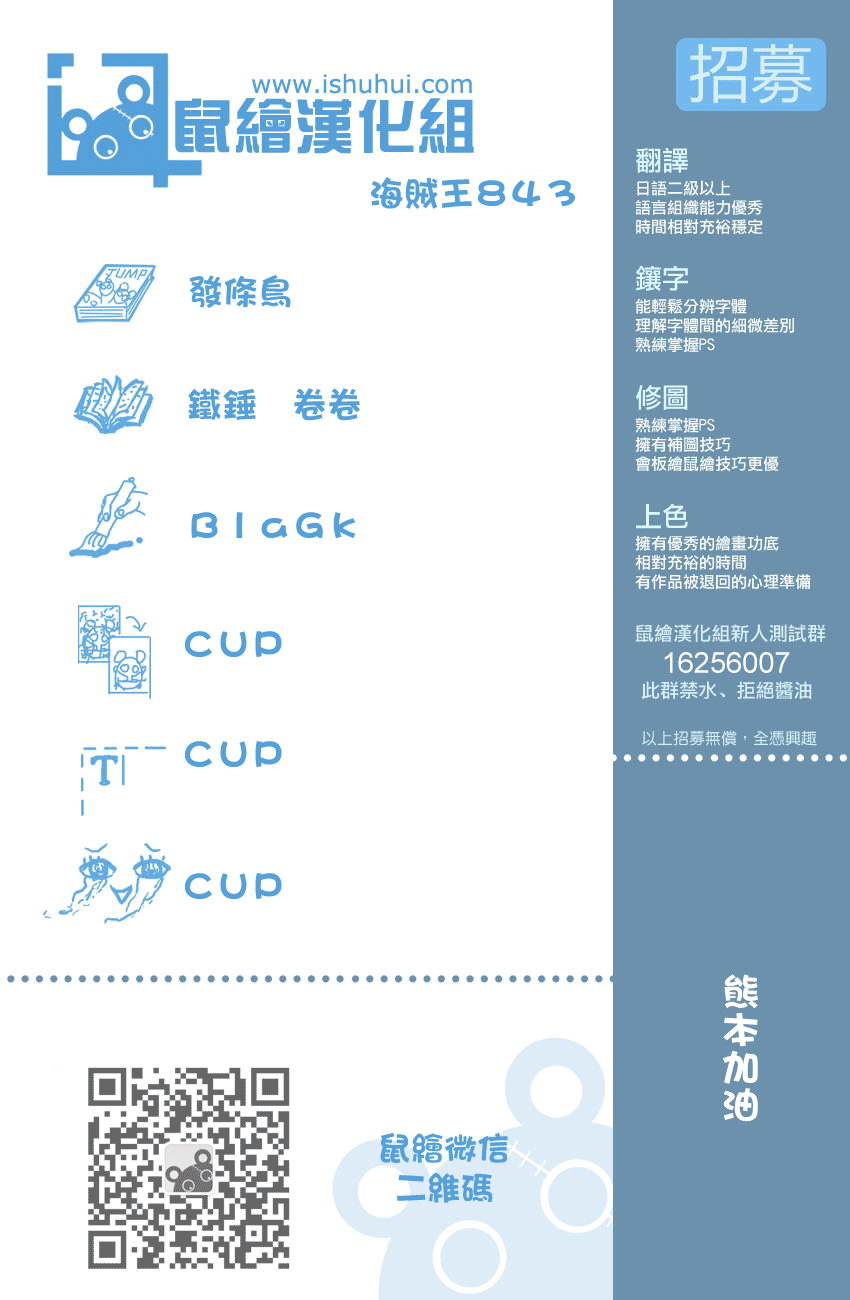 www.ishuhui.com
鼠繪漢化組
海賊王843
JUMP
發條鳥
鐵錘 卷卷
BlaGk
CUP
T
CUP
CUP
鼠繪微信
二維碼
招募
翻譯
日語二級以上
語言組織能力優秀
時間相對充裕穩定
鑲字
能輕鬆分辨字體
理解字體間的細微差別
熟練掌握PS
修圖
熟練掌握PS
擁有補圖技巧
會板繪鼠繪技巧更優
上色
擁有優秀的繪畫功底
相對充裕的時間
有作品被退回的心理準備
鼠繪漢化組新人測試群
16256007
此群禁水、拒絕醬油
以上招募無償，全憑興趣
熊本加油